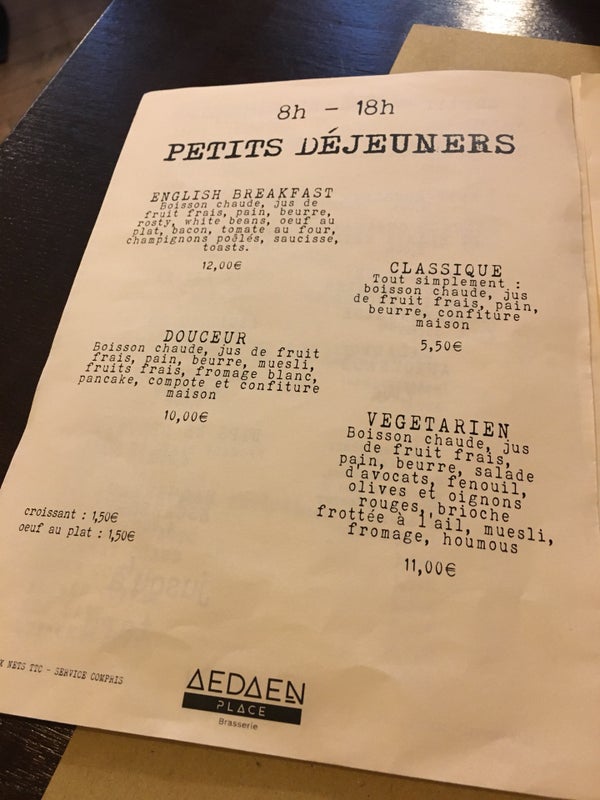 8h - 18h
PETITS DÉJEUNERS
ENGLISH BREAKFAST
Boisson chaude, jus de
fruit frais, pain, beurre,
rosty, white beans, oeuf au
plat, bacon, tomate au four,
champignons poêlés, saucisse,
toasts.
12,00€
CLASSIQUE
Tout simplement :
boisson chaude, jus
de fruit frais, pain,
beurre, confiture
maison
5,50€
DOUCEUR
Boisson chaude, jus de fruit
frais, pain, beurre, muesli,
fruits frais, fromage blanc,
pancake, compote et confiture
maison
10,00€
VEGETARIEN
Boisson chaude, jus
de fruit frais,
pain, beurre, salade
d'avocats, fenouil,
olives et oignons
rouges, brioche
frottée à l'ail, muesli,
fromage, houmous
11,00€
croissant : 1,50€
oeuf au plat : 1,50€
NETS TTC - SERVICE COMPRIS
AEDAEN
PLACE
Brasserie